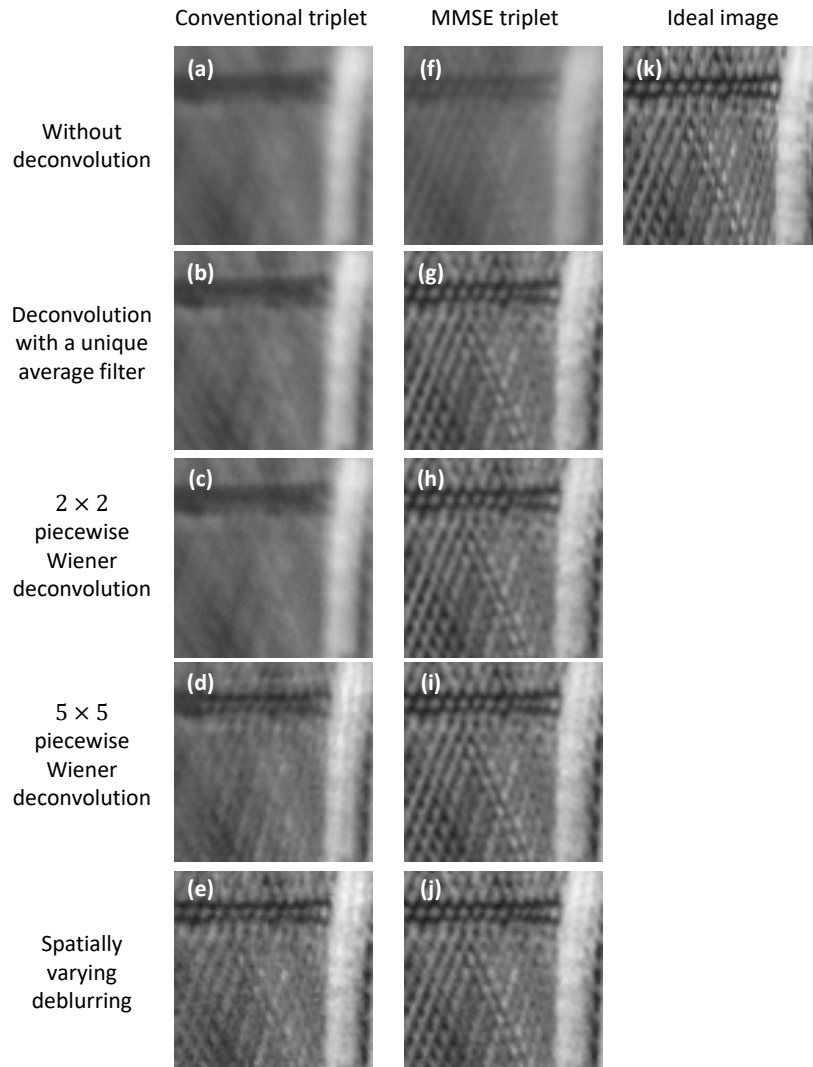 Conventional triplet MMSE triplet Ideal image
(a) (f) (k)
Without
deconvolution
(b) (g)
Deconvolution
with a unique
average filter
(c) (h)
2 × 2
piecewise
Wiener
deconvolution
(d) (i)
5 × 5
piecewise
Wiener
deconvolution
(e) (j)
Spatially
varying
deblurring